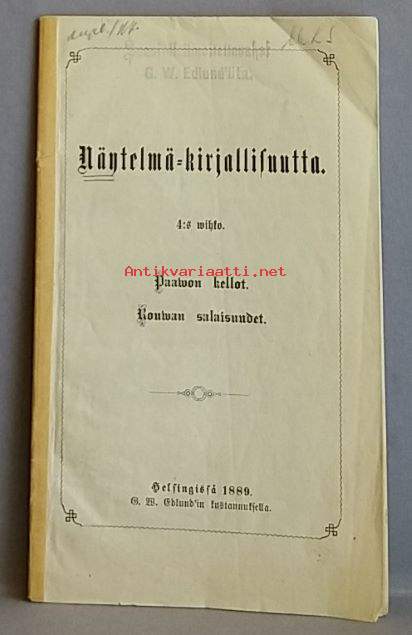 G. W. Edlund'ilta.
Näytelmä-kirjallisuutta.
4:s wihko.
Antikvariaatti.net
Paawon kellot.
Rouwan salaisuudet.
Helsingissä 1889.
G. W. Edlund'in kustannuksella.